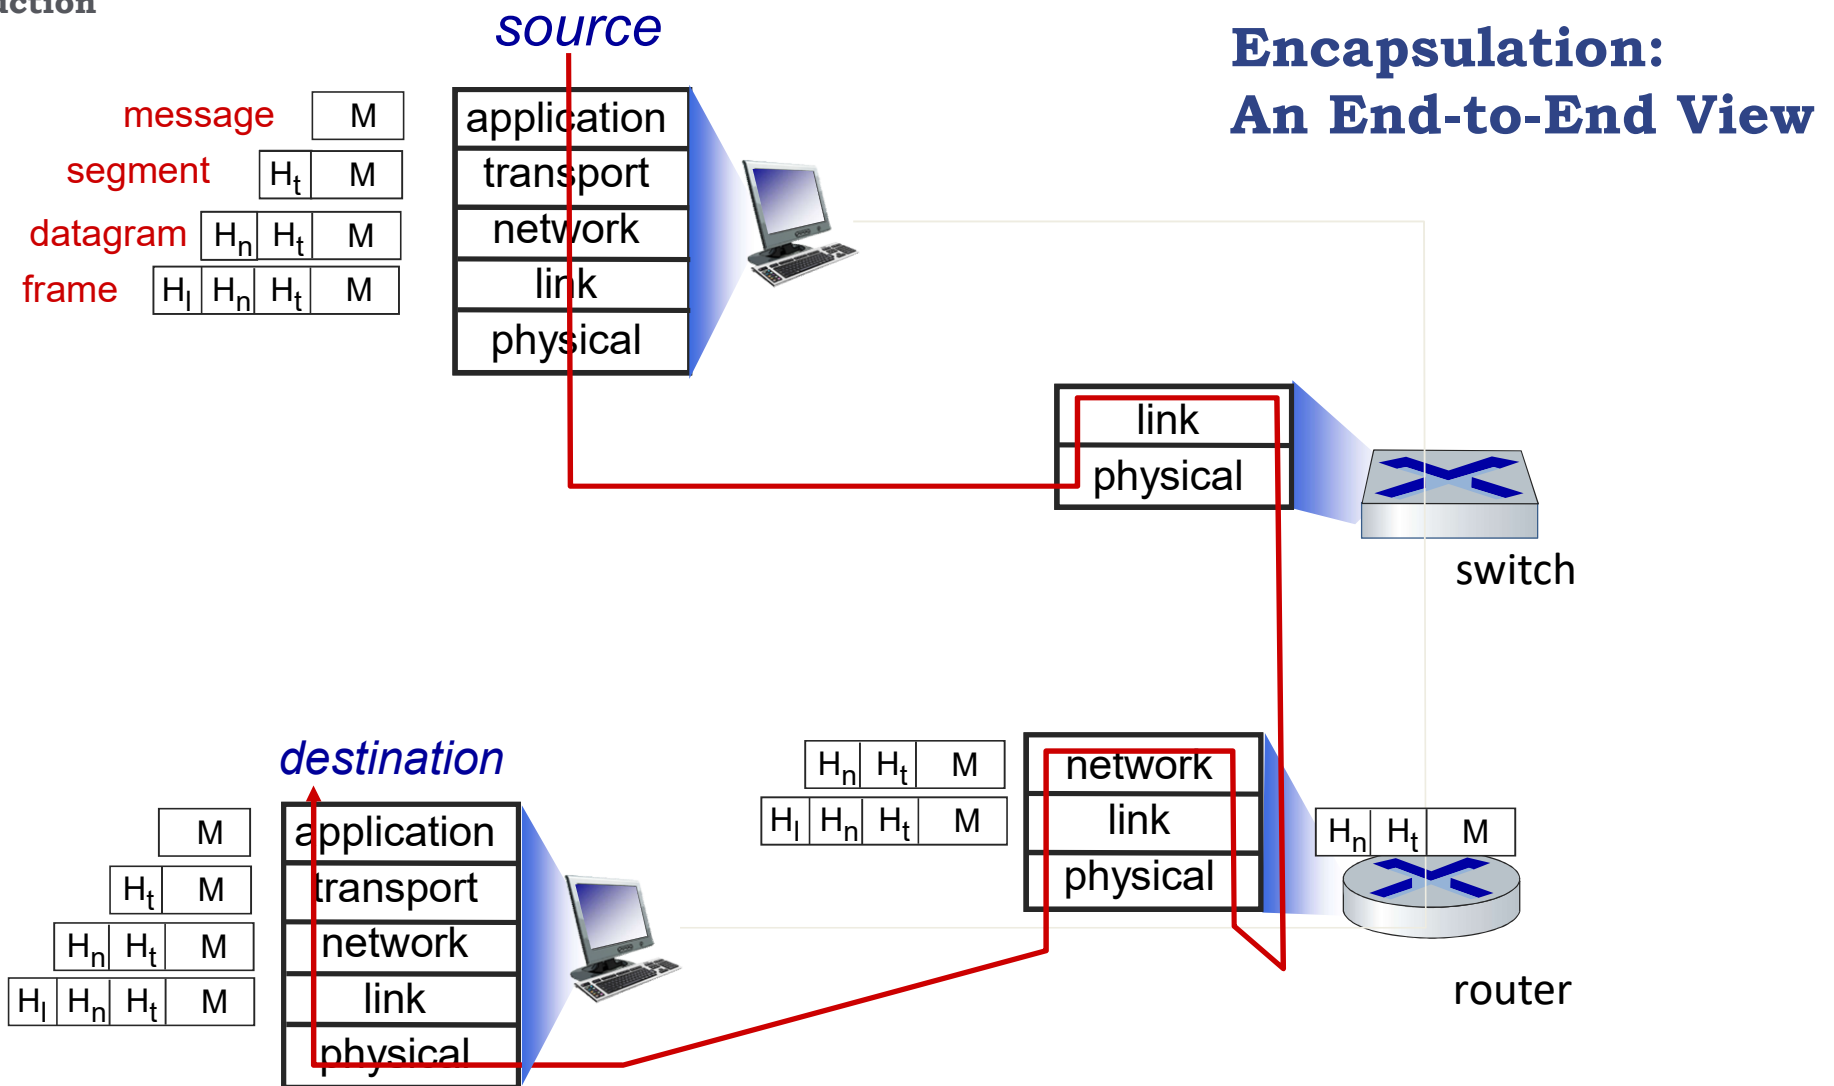 uction
source
Encapsulation:
An End-to-End View
message M
segment Ht M
datagram Hn Ht M
frame Hl Hn Ht M
application
transport
network
link
physical
link
physical
switch
destination
M
Ht M
Hn Ht M
Hl Hn Ht M
application
transport
network
link
physical
Hn Ht M
Hl Hn Ht M
network
link
physical
Hn Ht M
router